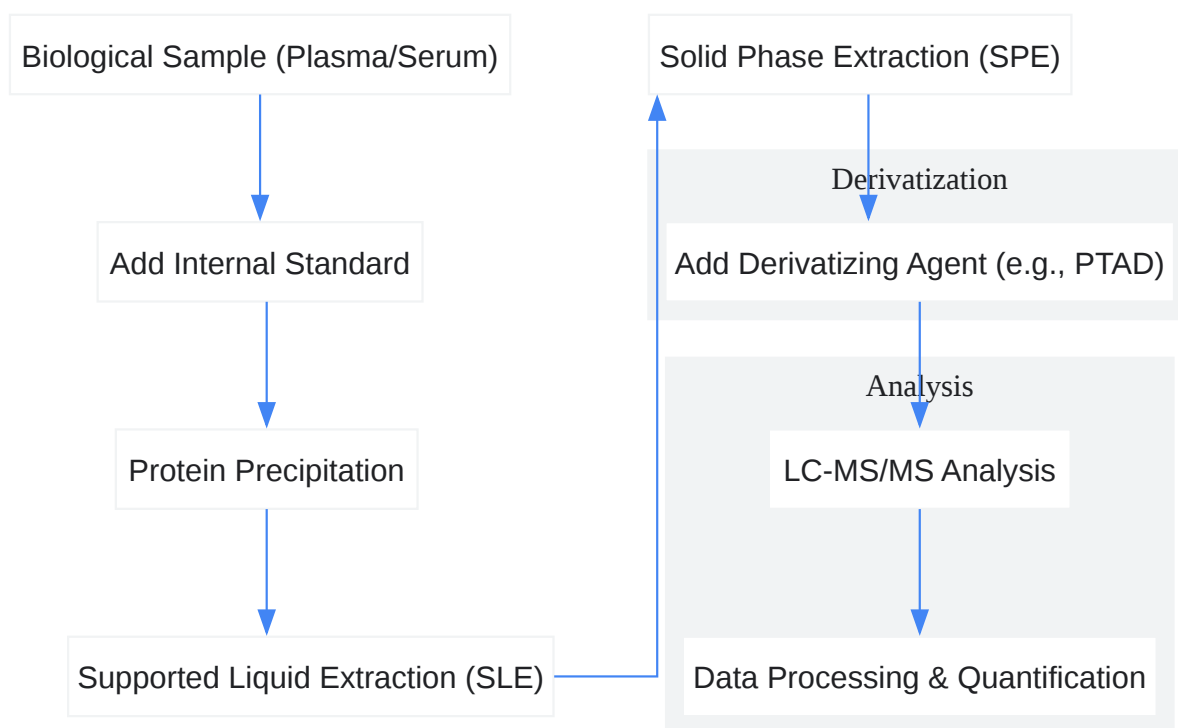 Biological Sample (Plasma/Serum)
Add Internal Standard
Protein Precipitation
Supported Liquid Extraction (SLE)
Solid Phase Extraction (SPE)
Derivatization
Add Derivatizing Agent (e.g., PTAD)
Analysis
LC-MS/MS Analysis
Data Processing & Quantification